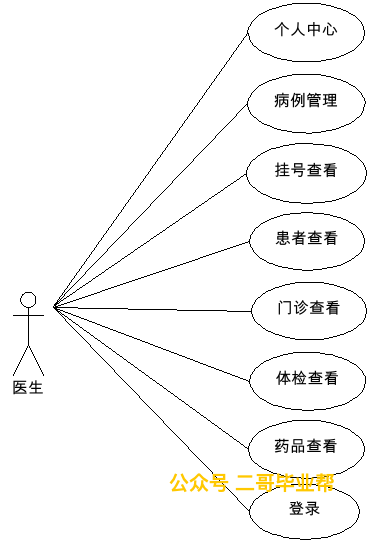 个人中心
病例管理
挂号查看
患者查看
门诊查看
医生
体检查看
药品查看
公众号 二哥毕业帮
登录